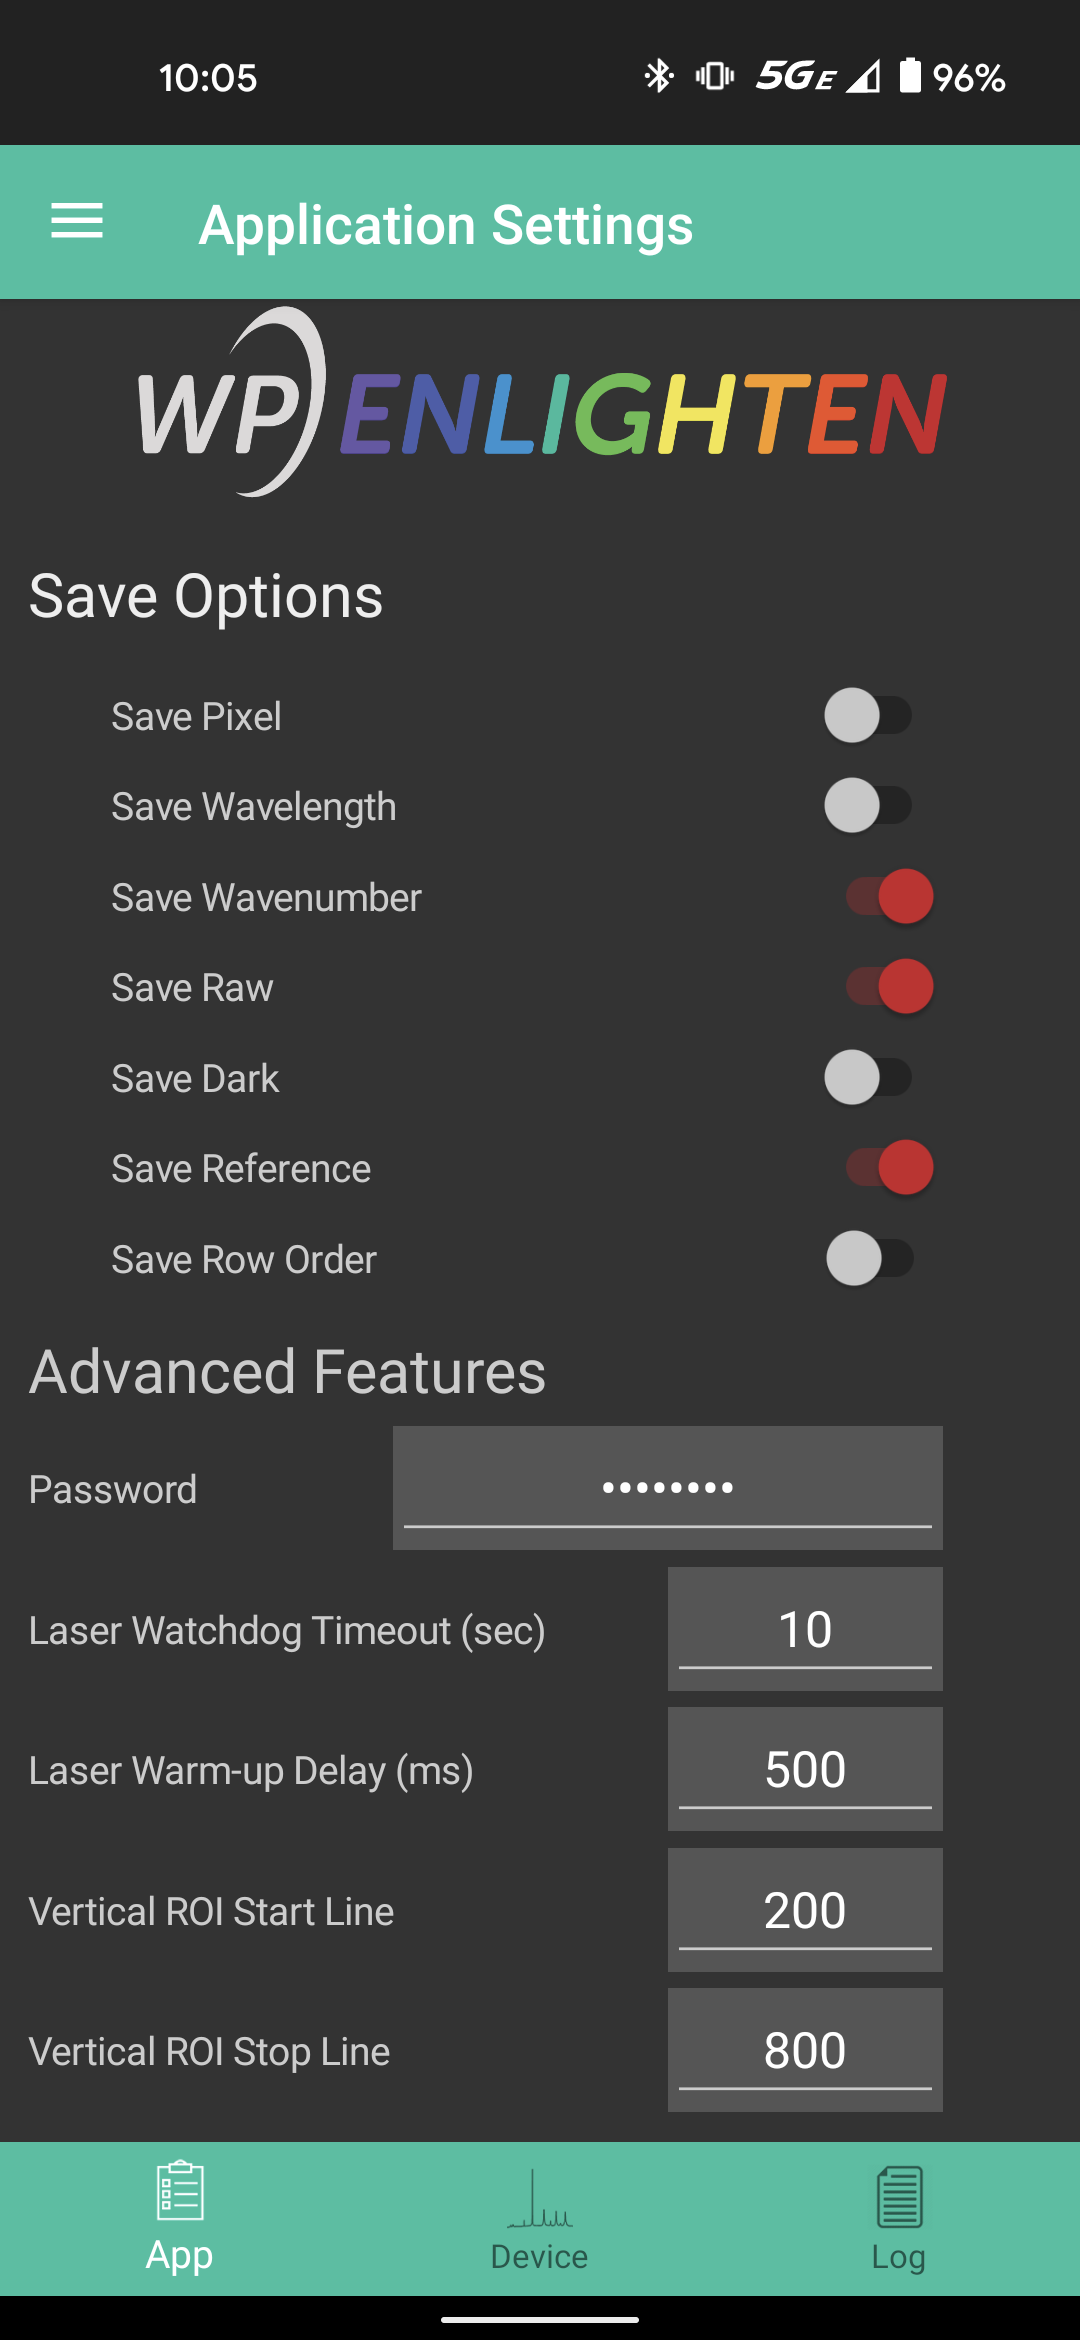 10:05 5GE 96%
Application Settings
WP ENLIGHTEN
Save Options
Save Pixel
Save Wavelength
Save Wavenumber
Save Raw
Save Dark
Save Reference
Save Row Order
Advanced Features
Password ••••••••
Laser Watchdog Timeout (sec) 10
Laser Warm-up Delay (ms) 500
Vertical ROI Start Line 200
Vertical ROI Stop Line 800
App Device Log